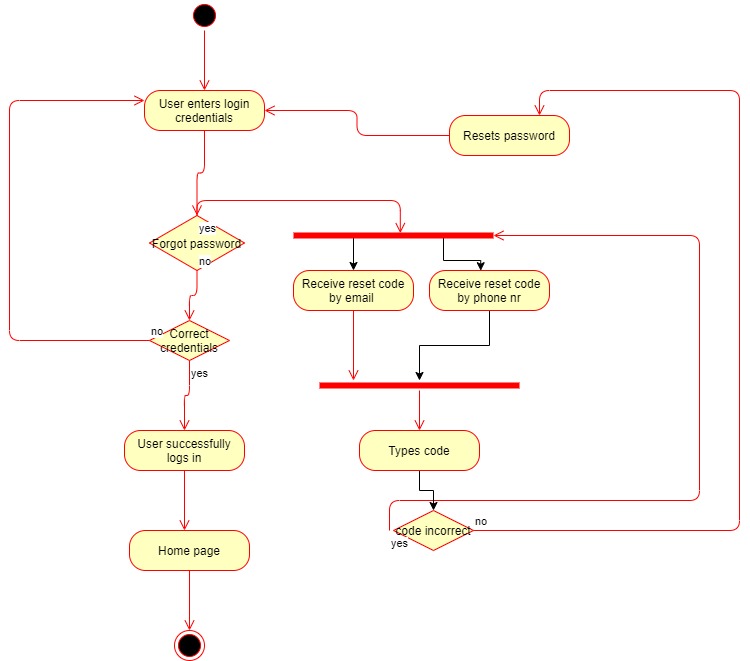 User enters login
credentials
Resets password
yes
Forgot password
no
Receive reset code
by email
Receive reset code
by phone nr
no
Correct
credentials
yes
User successfully
logs in
Types code
no
code incorrect
yes
Home page